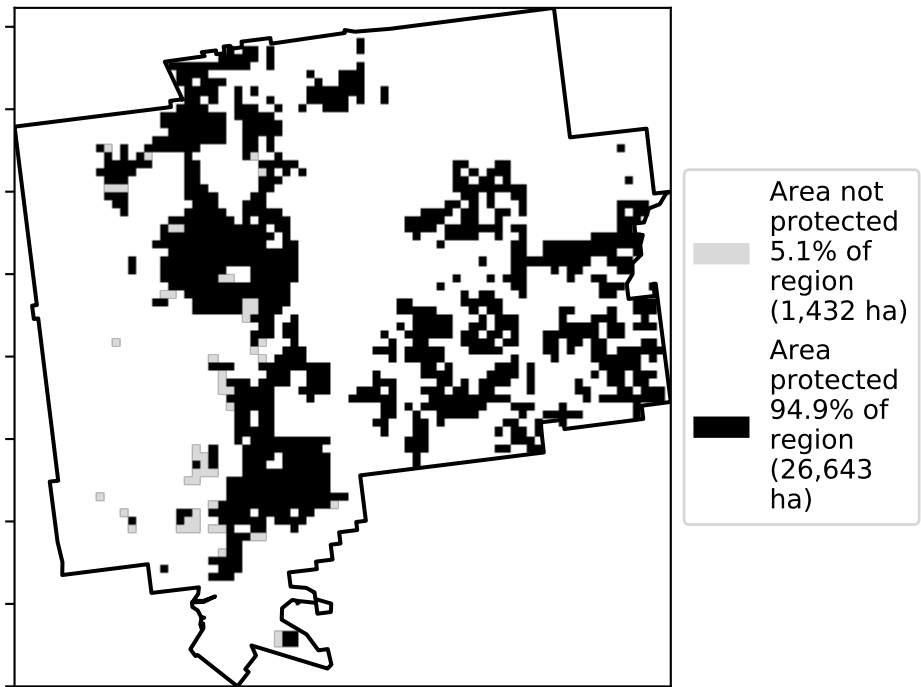 Area not
protected
5.1% of
region
(1,432 ha)
Area
protected
94.9% of
region
(26,643
ha)